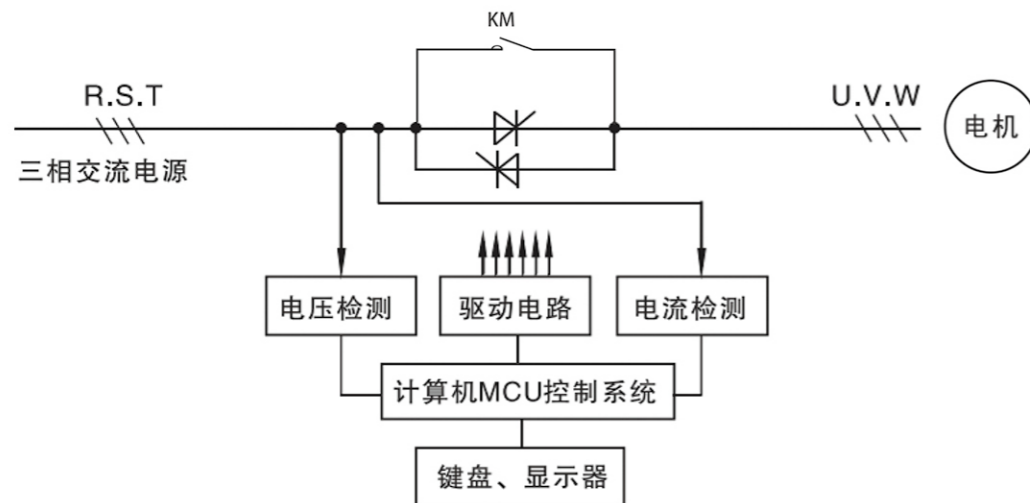 KM
R.S.T
U.V.W
电机
三相交流电源
电压检测
驱动电路
电流检测
计算机MCU控制系统
键盘、显示器